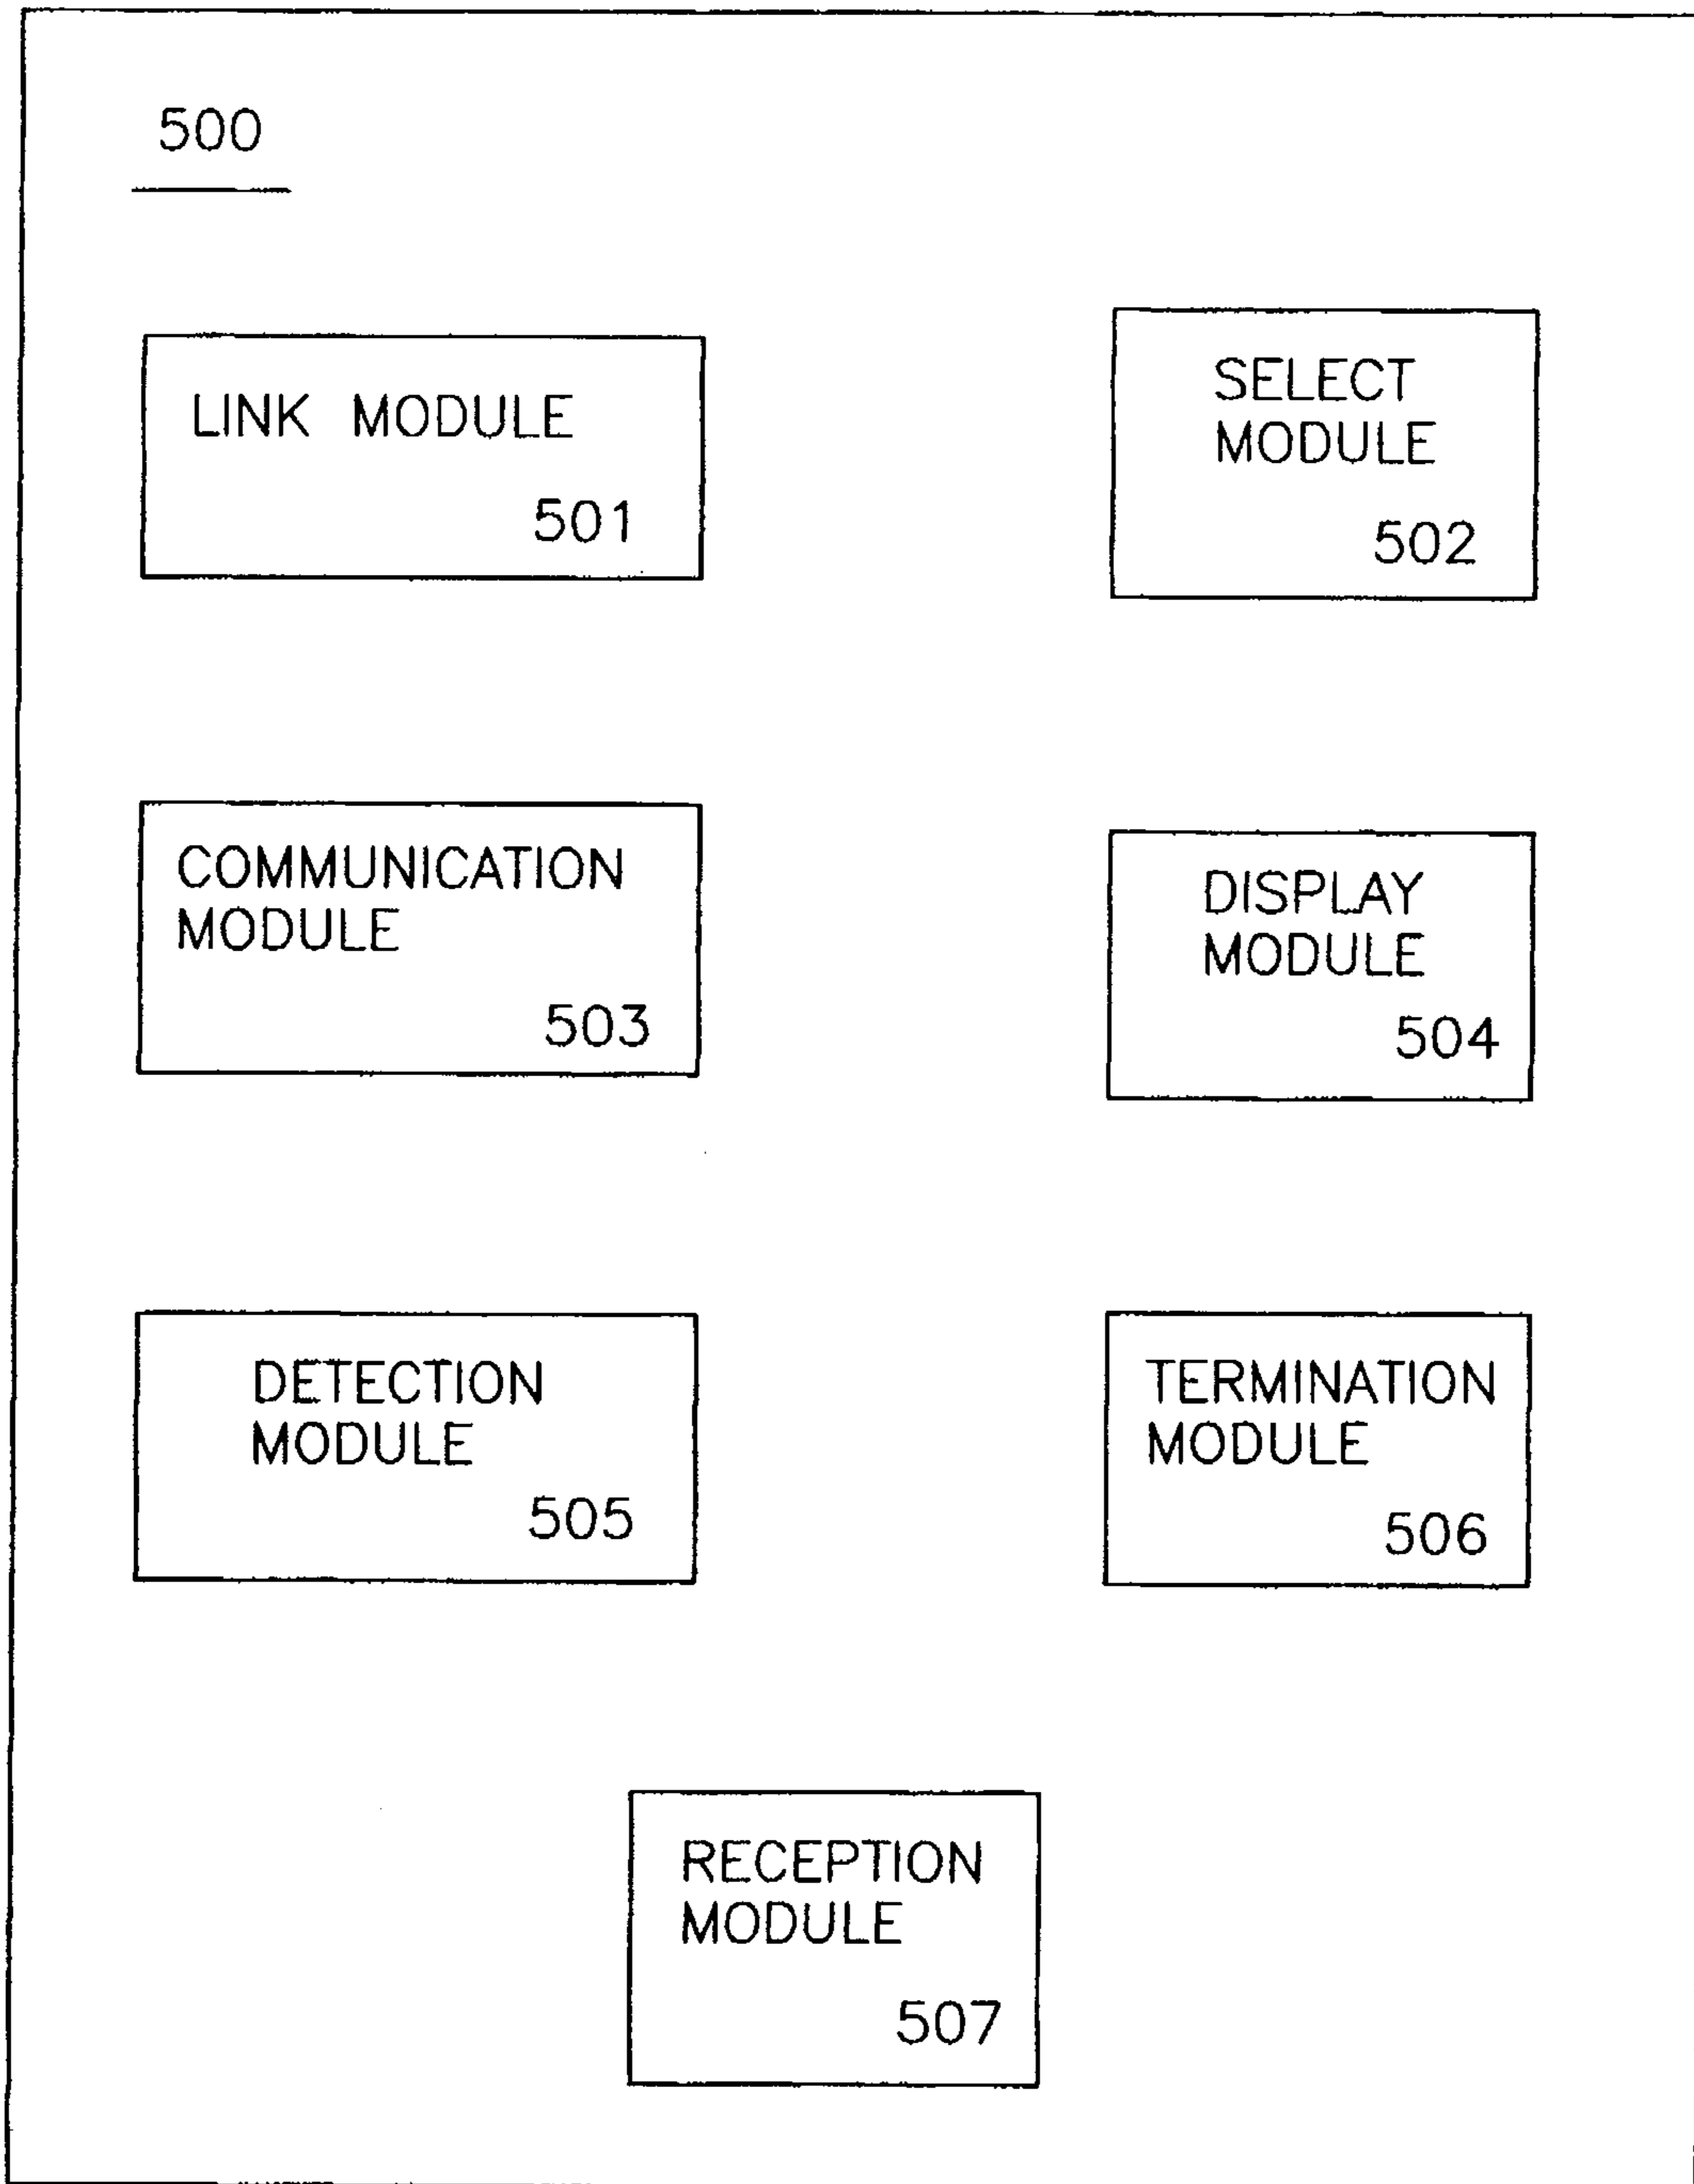 500
LINK MODULE
501
SELECT
MODULE
502
COMMUNICATION
MODULE
503
DISPLAY
MODULE
504
DETECTION
MODULE
505
TERMINATION
MODULE
506
RECEPTION
MODULE
507